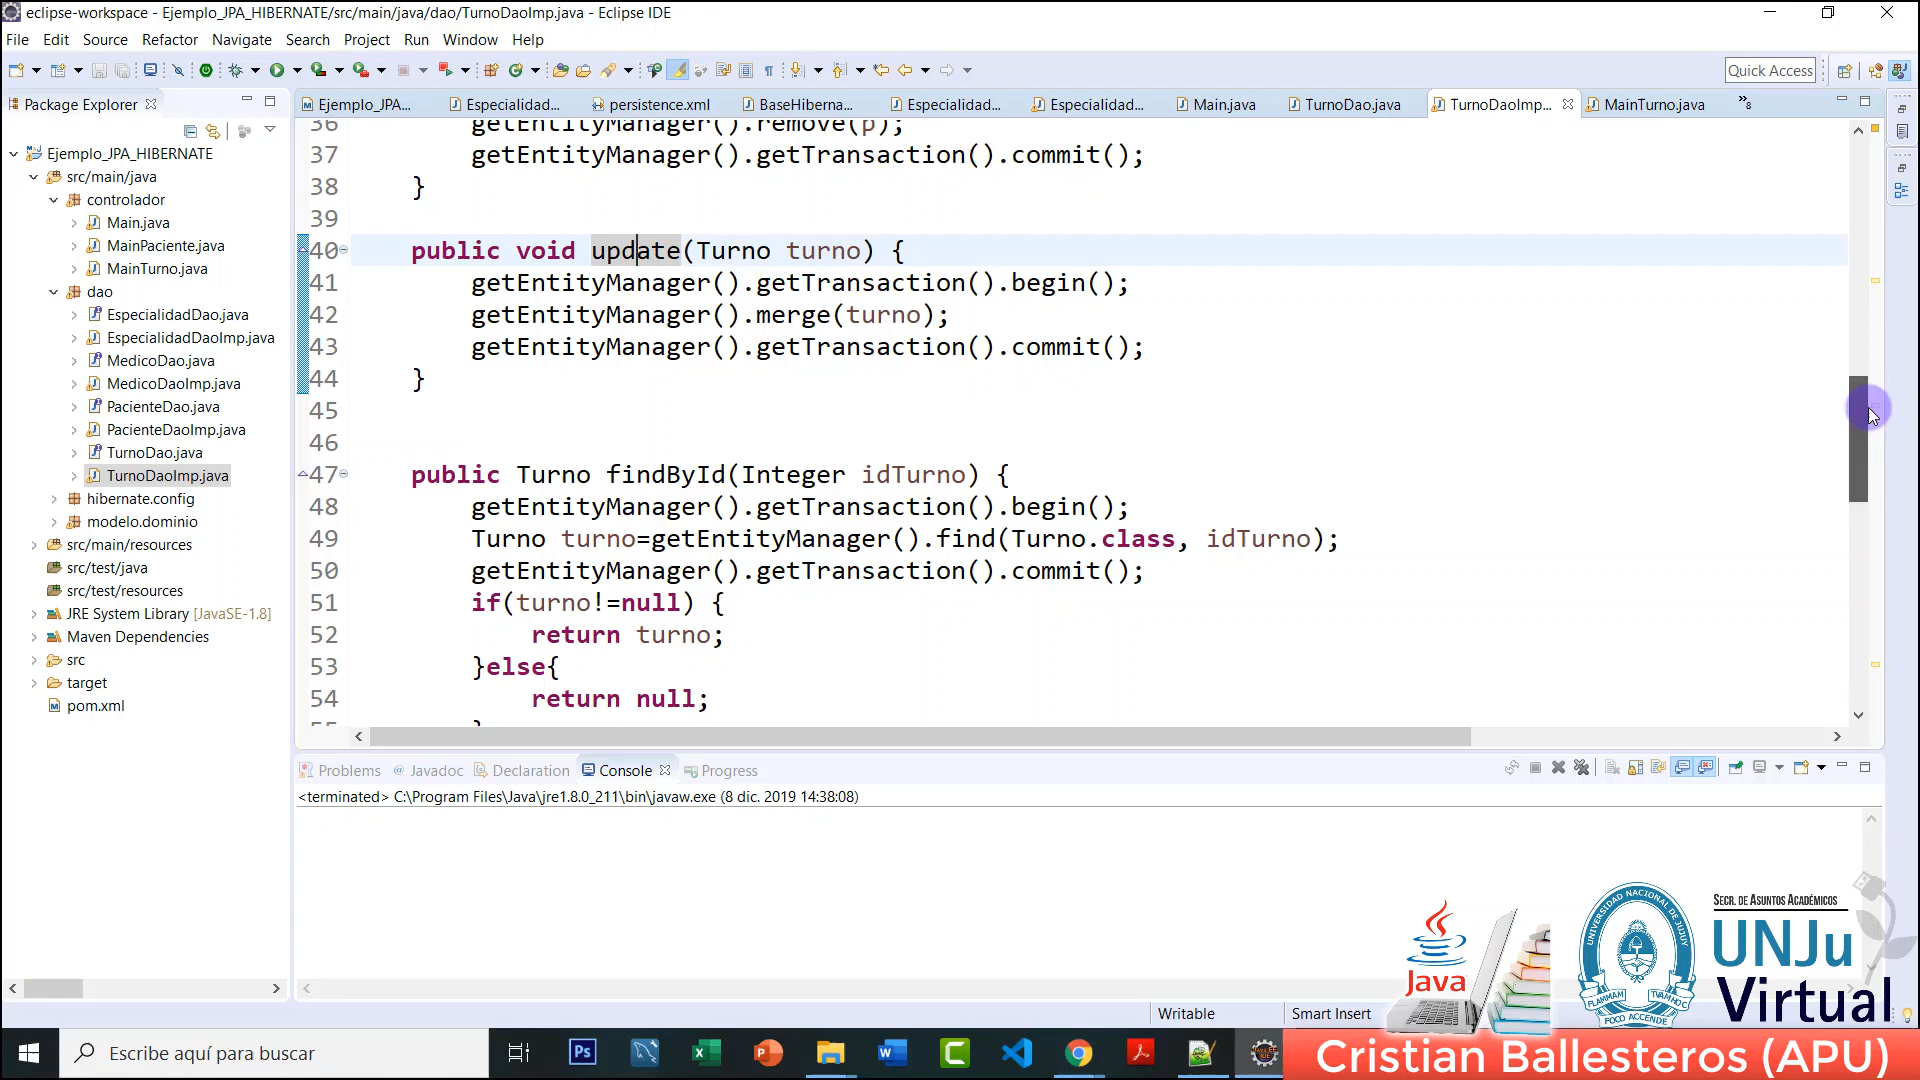 eclipse-workspace - Ejemplo_JPA_HIBERNATE/src/main/java/dao/TurnoDaoImp.java - Eclipse IDE
File Edit Source Refactor Navigate Search Project Run Window Help
Quick Access
Package Explorer
Ejemplo_JPA... Especialidad... persistence.xml BaseHiberna... Especialidad... Especialidad... Main.java TurnoDao.java TurnoDaoImp... MainTurno.java »8
Ejemplo_JPA_HIBERNATE
src/main/java
controlador
Main.java
MainPaciente.java
MainTurno.java
dao
EspecialidadDao.java
EspecialidadDaoImp.java
MedicoDao.java
MedicoDaoImp.java
PacienteDao.java
PacienteDaoImp.java
TurnoDao.java
TurnoDaoImp.java
hibernate.config
modelo.dominio
src/main/resources
src/test/java
src/test/resources
JRE System Library [JavaSE-1.8]
Maven Dependencies
src
target
pom.xml
36 getEntityManager().remove(p);
37 getEntityManager().getTransaction().commit();
38 }
39
40 public void update(Turno turno) {
41 getEntityManager().getTransaction().begin();
42 getEntityManager().merge(turno);
43 getEntityManager().getTransaction().commit();
44 }
45
46
47 public Turno findById(Integer idTurno) {
48 getEntityManager().getTransaction().begin();
49 Turno turno=getEntityManager().find(Turno.class, idTurno);
50 getEntityManager().getTransaction().commit();
51 if(turno!=null) {
52 return turno;
53 }else{
54 return null;
Problems @ Javadoc Declaration Console Progress
<terminated> C:\Program Files\Java\jre1.8.0_211\bin\javaw.exe (8 dic. 2019 14:38:08)
Writable Smart Insert
Java
UNIVERSIDAD NACIONAL DE JUJUY
SECR. DE ASUNTOS ACADÉMICOS
UNJu
Virtual
Escribe aquí para buscar
Cristian Ballesteros (APU)